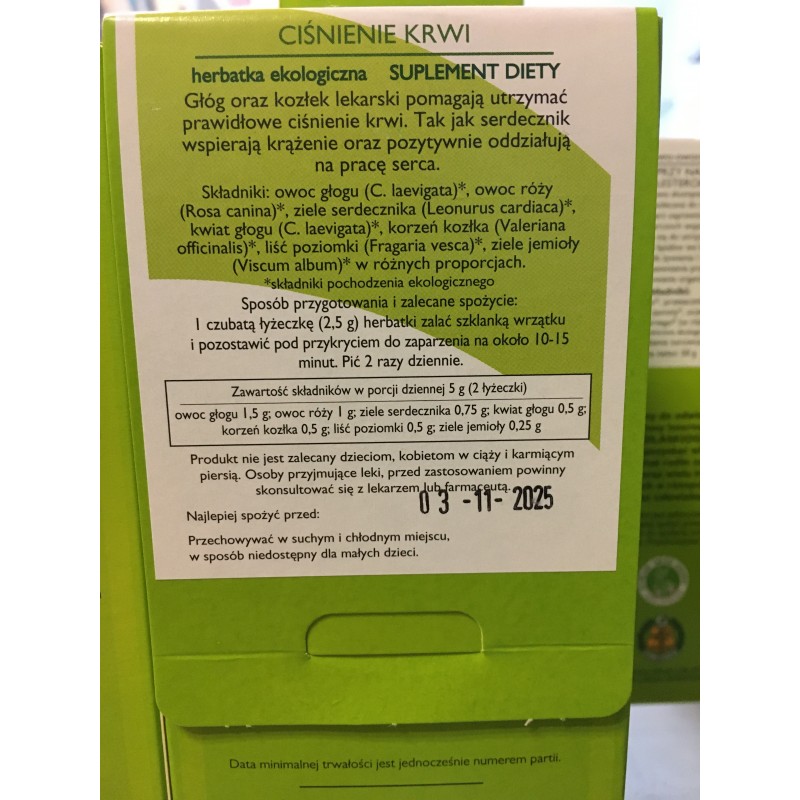 CIŚNIENIE KRWI
herbatka ekologiczna SUPLEMENT DIETY
Głóg oraz kozłek lekarski pomagają utrzymać
prawidłowe ciśnienie krwi. Tak jak serdecznik
wspierają krążenie oraz pozytywnie oddziałują
na pracę serca.
Składniki: owoc głogu (C. laevigata)*, owoc róży
(Rosa canina)*, ziele serdecznika (Leonurus cardiaca)*,
kwiat głogu (C. laevigata)*, korzeń kozłka (Valeriana
officinalis)*, liść poziomki (Fragaria vesca)*, ziele jemioły
(Viscum album)* w różnych proporcjach.
*składniki pochodzenia ekologicznego
Sposób przygotowania i zalecane spożycie:
1 czubatą łyżeczkę (2,5 g) herbatki zalać szklanką wrzątku
i pozostawić pod przykryciem do zaparzenia na około 10-15
minut. Pić 2 razy dziennie.
Zawartość składników w porcji dziennej 5 g (2 łyżeczki)
owoc głogu 1,5 g; owoc róży 1 g; ziele serdecznika 0,75 g; kwiat głogu 0,5 g;
korzeń kozłka 0,5 g; liść poziomki 0,5 g; ziele jemioły 0,25 g
Produkt nie jest zalecany dzieciom, kobietom w ciąży i karmiącym
piersią. Osoby przyjmujące leki, przed zastosowaniem powinny
skonsultować się z lekarzem lub farmaceutą.
Najlepiej spożyć przed: 03-11-2025
Przechowywać w suchym i chłodnym miejscu,
w sposób niedostępny dla małych dzieci.
Data minimalnej trwałości jest jednocześnie numerem partii.